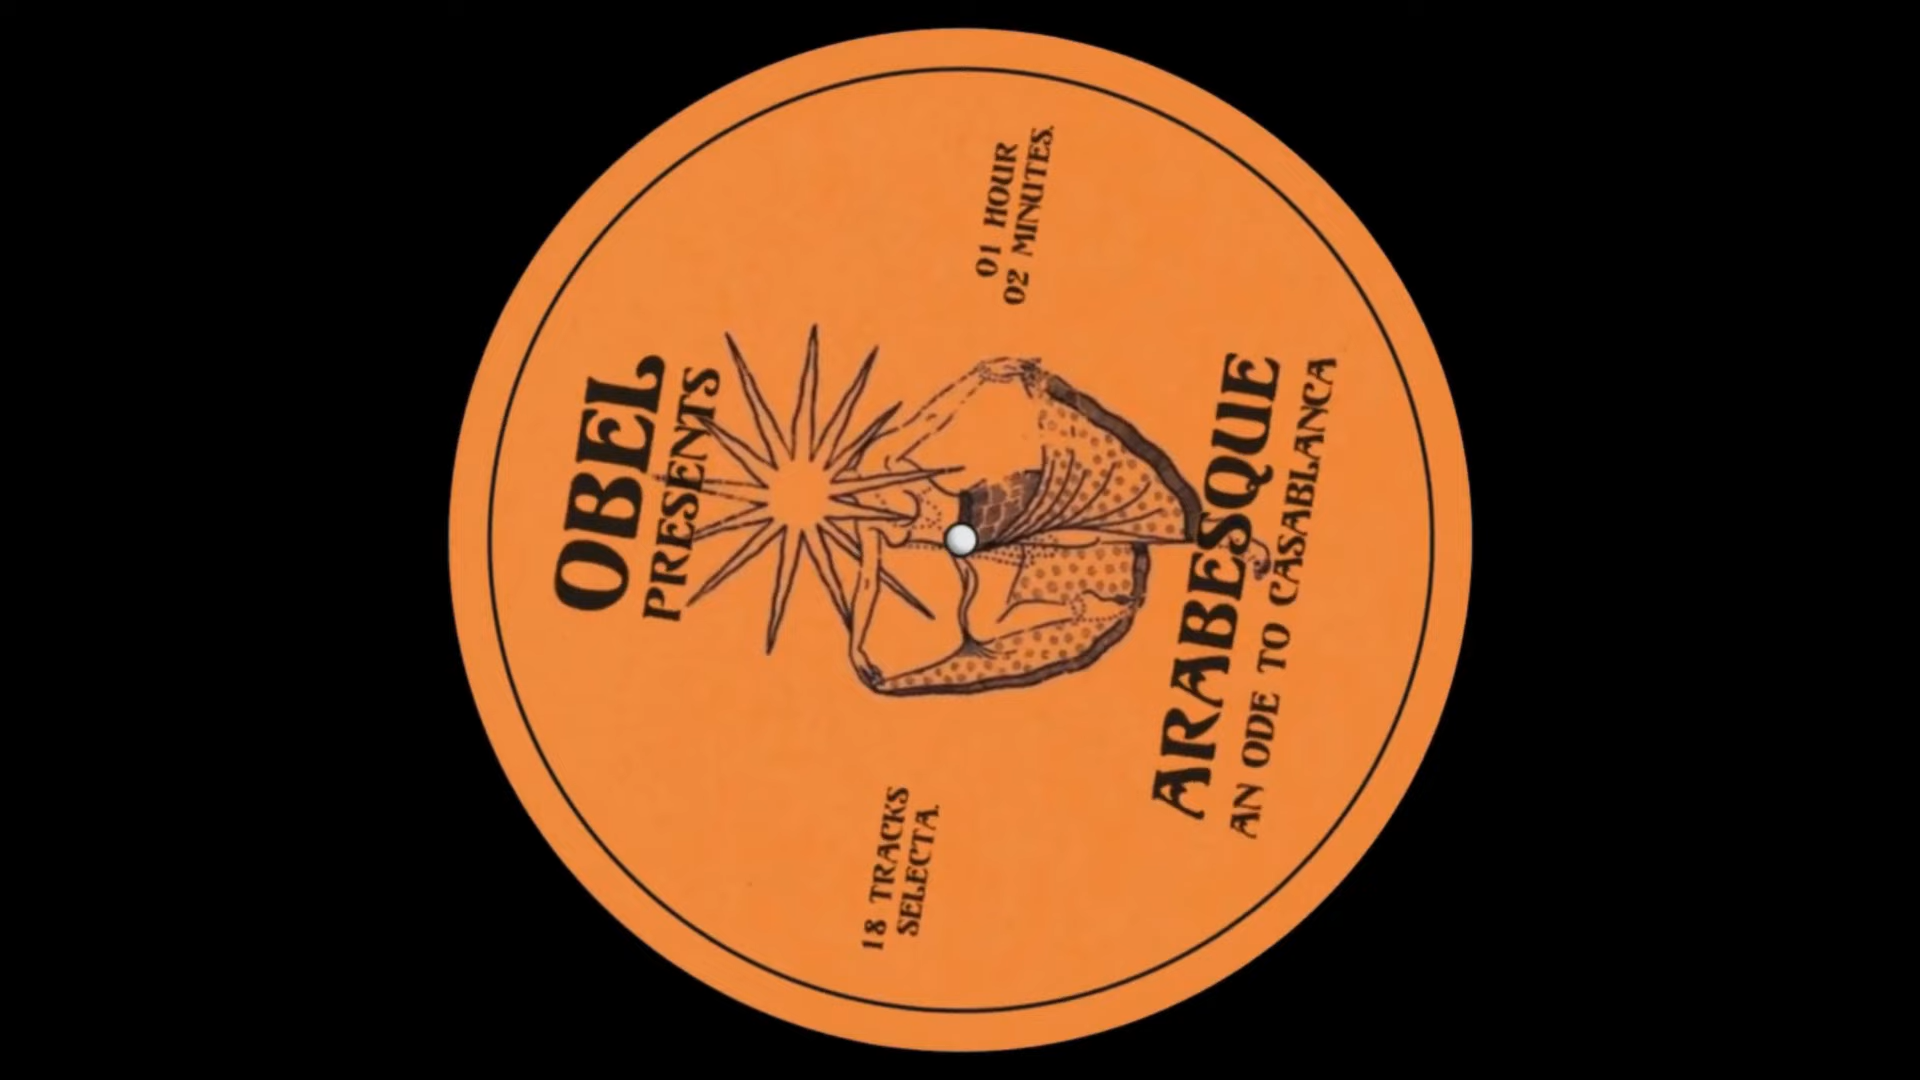 OBEL
PRESENTS
18 TRACKS
SELECTA.
01 HOUR
02 MINUTES.
ARABESQUE
AN ODE TO CASABLANCA